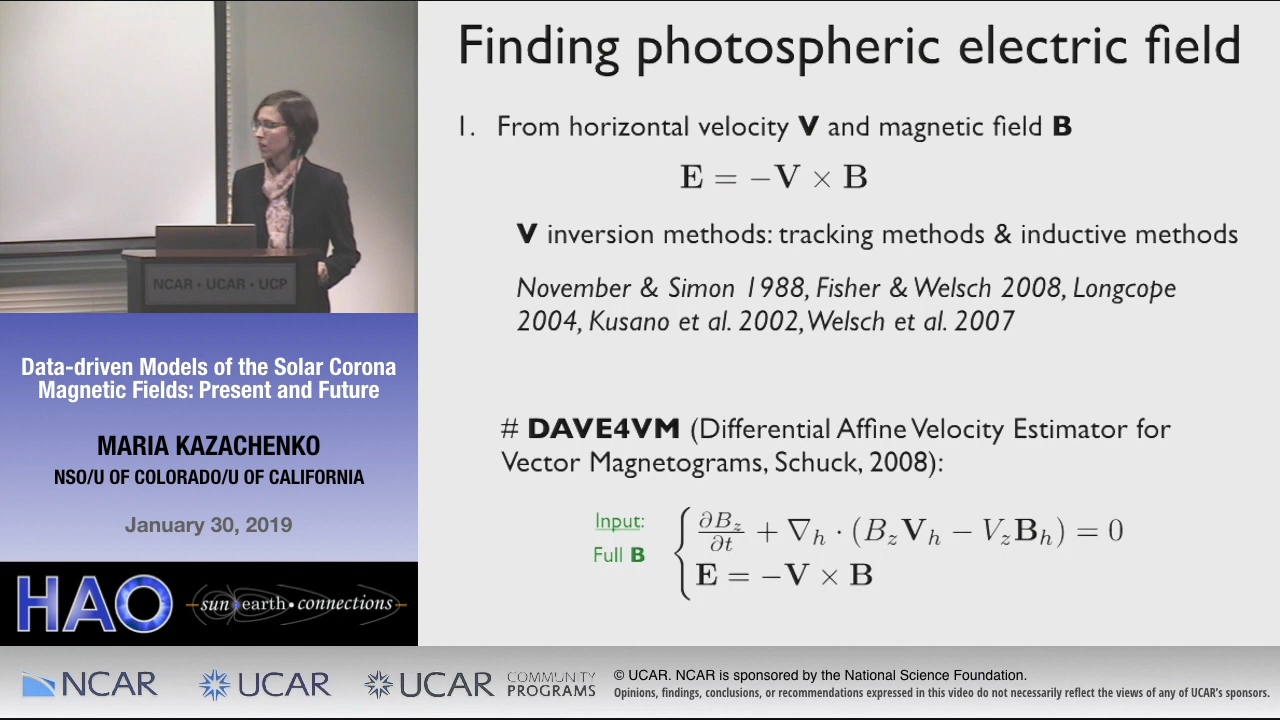 Finding photospheric electric field
1. From horizontal velocity V and magnetic field B
E = −V × B
V inversion methods: tracking methods & inductive methods
November & Simon 1988, Fisher & Welsch 2008, Longcope
2004, Kusano et al. 2002, Welsch et al. 2007
# DAVE4VM (Differential Affine Velocity Estimator for
Vector Magnetograms, Schuck, 2008):
Input:
Full B
∂B_z/∂t + ∇_h · (B_z V_h − V_z B_h) = 0
E = −V × B
NCAR • UCAR • UCP
Data-driven Models of the Solar Corona
Magnetic Fields: Present and Future
MARIA KAZACHENKO
NSO/U OF COLORADO/U OF CALIFORNIA
January 30, 2019
HAO
sun • earth • connections
NCAR
UCAR
UCAR
COMMUNITY
PROGRAMS
© UCAR. NCAR is sponsored by the National Science Foundation.
Opinions, findings, conclusions, or recommendations expressed in this video do not necessarily reflect the views of any of UCAR's sponsors.